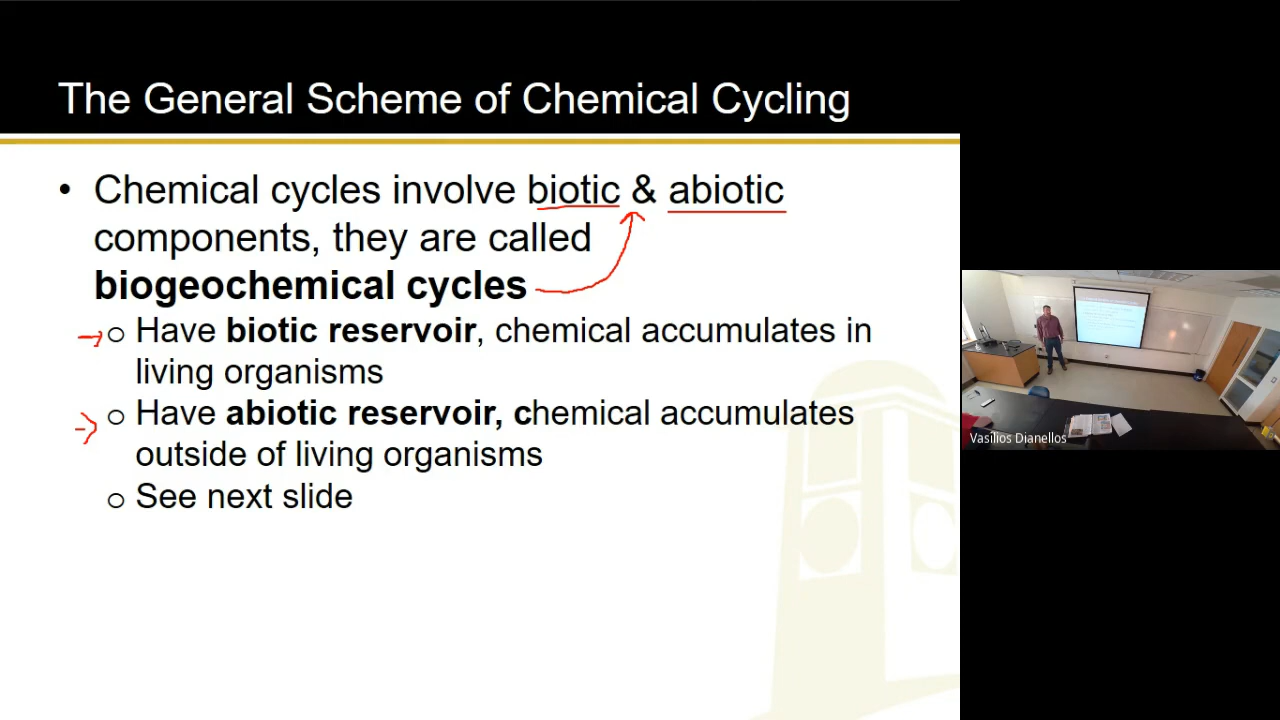 The General Scheme of Chemical Cycling
• Chemical cycles involve biotic & abiotic
components, they are called
biogeochemical cycles
o Have biotic reservoir, chemical accumulates in
living organisms
o Have abiotic reservoir, chemical accumulates
outside of living organisms
o See next slide
Vasilios Dianellos